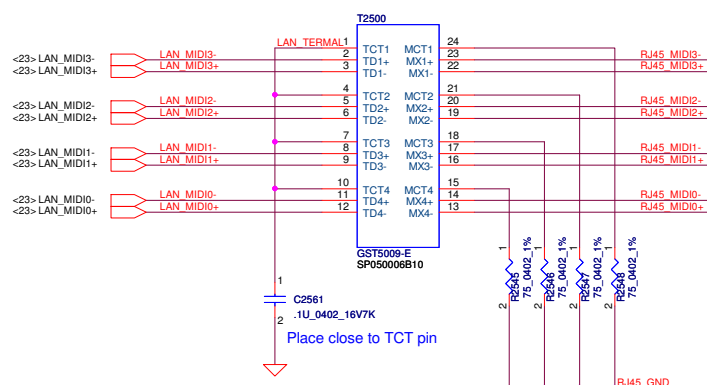 T2500
LAN_TERMAL 1 TCT1 MCT1 24
<23> LAN_MIDI3- LAN_MIDI3- 2 TD1+ MX1+ 23 RJ45_MIDI3-
<23> LAN_MIDI3+ LAN_MIDI3+ 3 TD1- MX1- 22 RJ45_MIDI3+
4 TCT2 MCT2 21
<23> LAN_MIDI2- LAN_MIDI2- 5 TD2+ MX2+ 20 RJ45_MIDI2-
<23> LAN_MIDI2+ LAN_MIDI2+ 6 TD2- MX2- 19 RJ45_MIDI2+
7 TCT3 MCT3 18
<23> LAN_MIDI1- LAN_MIDI1- 8 TD3+ MX3+ 17 RJ45_MIDI1-
<23> LAN_MIDI1+ LAN_MIDI1+ 9 TD3- MX3- 16 RJ45_MIDI1+
10 TCT4 MCT4 15
<23> LAN_MIDI0- LAN_MIDI0- 11 TD4+ MX4+ 14 RJ45_MIDI0-
<23> LAN_MIDI0+ LAN_MIDI0+ 12 TD4- MX4- 13 RJ45_MIDI0+
GST5009-E
SP050006B10
1 1 1 1
R2545
75_0402_1%
R2546
75_0402_1%
R2547
75_0402_1%
R2548
75_0402_1%
2 2 2 2
1
C2561
.1U_0402_16V7K
2
Place close to TCT pin
RJ45_GND